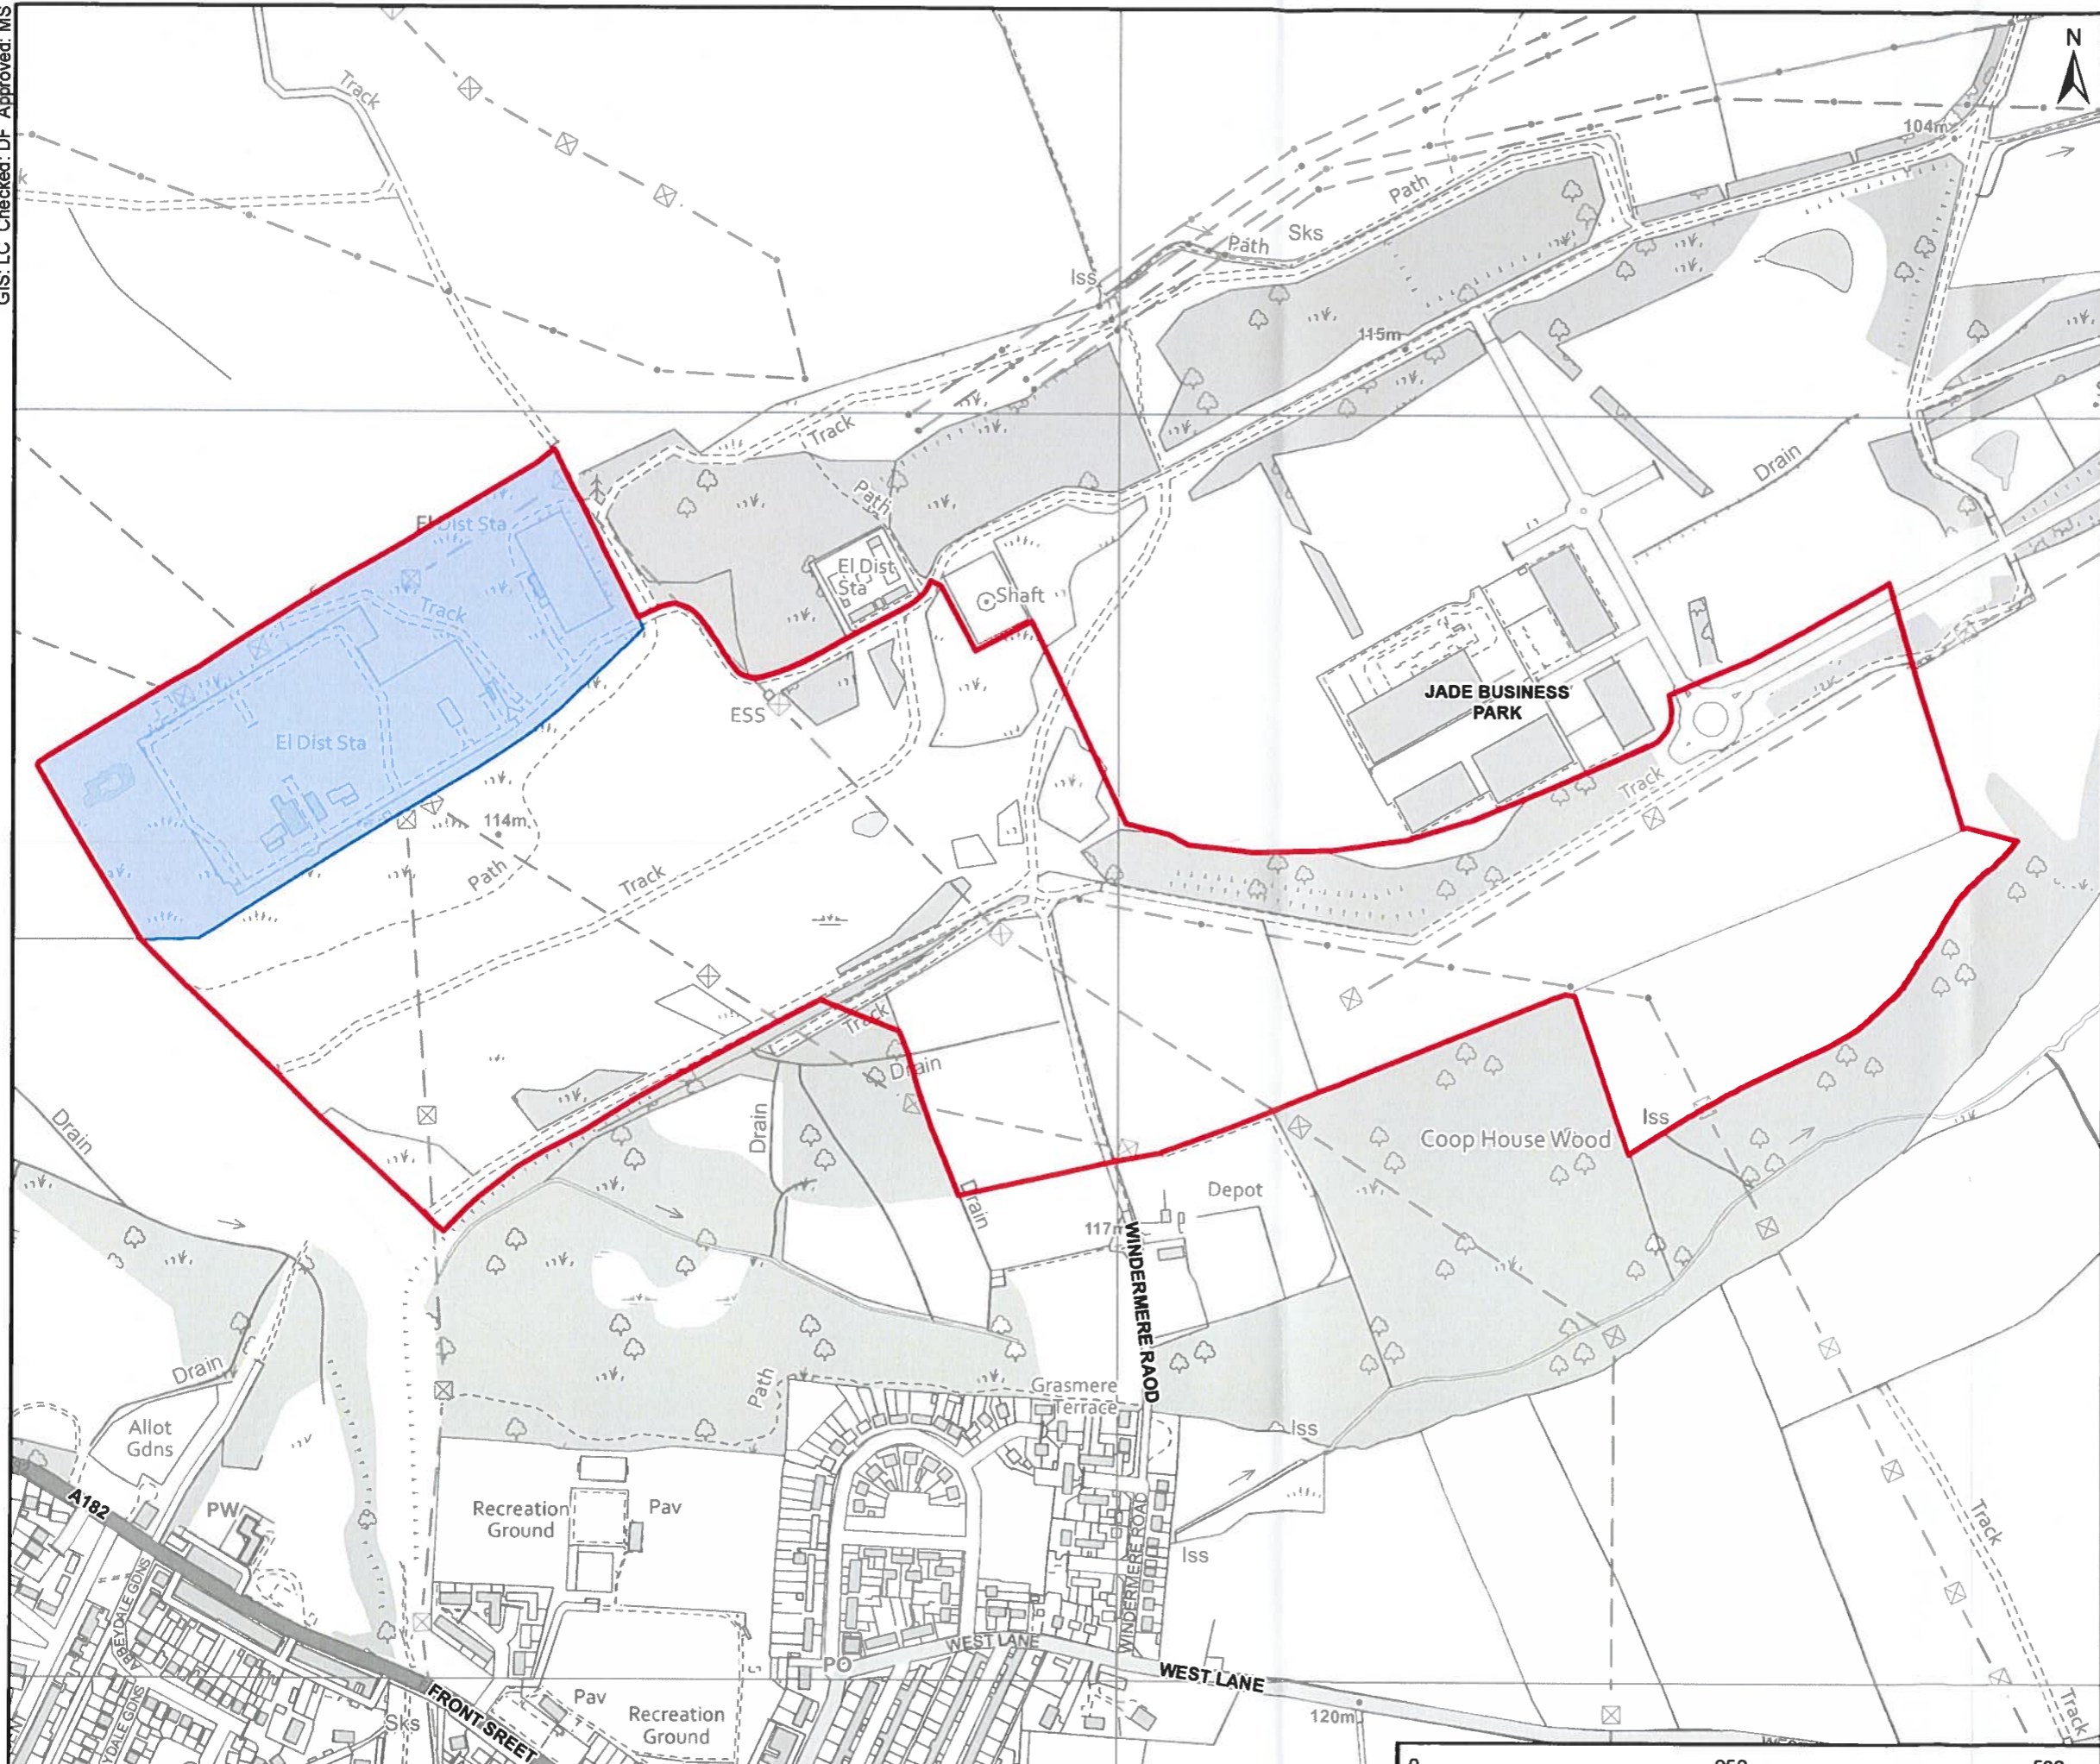 GIS: LC Checked: DF Approved: MS
N
Track
104m
Path
Sks
Path
Iss
115m
Track
Drain
Path
El Dist Sta
El Dist
Sta
Shaft
Track
JADE BUSINESS
PARK
ESS
El Dist Sta
Track
114m
Path
Track
Track
Drain
Drain
Drain
Iss
Coop House Wood
Drain
Depot
117m
WINDERMERE RAOD
Drain
Path
Grasmere
Terrace
Iss
Allot
Gdns
A182
PW
Recreation
Ground
Pav
WINDERMERE ROAD
Iss
Track
ABBEYDALE GDNS
WEST LANE
PO
WEST LANE
FRONT SREET
Pav
Recreation
Ground
Sks
120m
Track